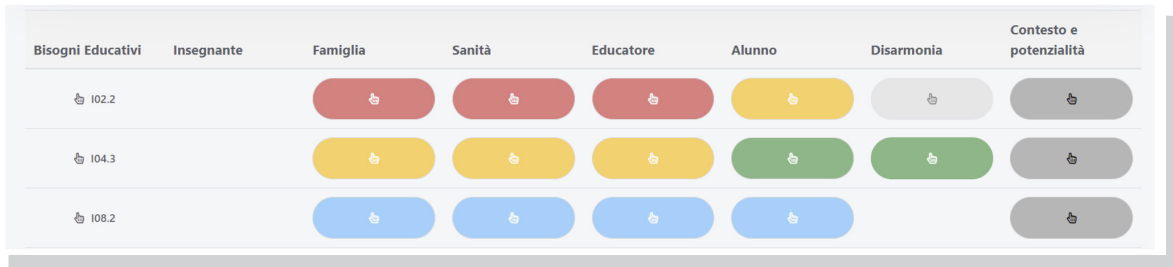 Bisogni Educativi Insegnante Famiglia Sanità Educatore Alunno Disarmonia Contesto e potenzialità
I02.2
I04.3
I08.2